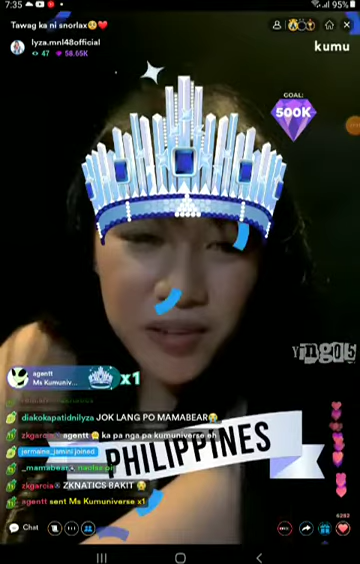 7:35
95%
Tawag ka ni snorlax🥺❤️
lyza.mnl48official
47 58.65K
kumu
GOAL:
500K
Yng05
agentt
Ms Kumuniv...
x1
diakokapatidnilyza JOK LANG PO MAMABEAR😭
zkgarcia agentt ka pa nga pa kumuniverse eh
jermaine_jamini joined
_mamabear
PHILIPPINES
zkgarcia ZKNATICS BAKIT 😭
agentt sent Ms Kumuniverse x1
6282
Chat